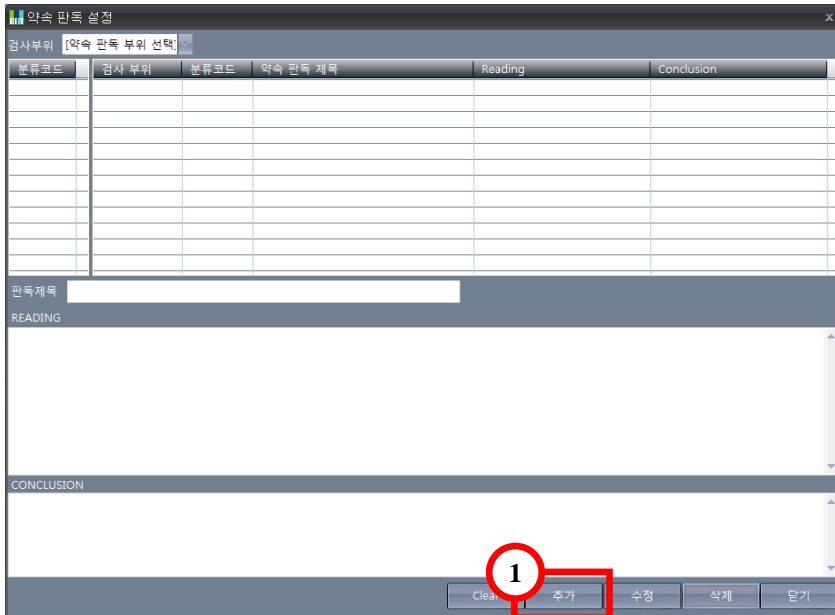 약속 판독 설정 x
검사부위 [약속 판독 부위 선택]
분류코드 검사 부위 분류코드 약속 판독 제목 Reading Conclusion
판독제목
READING
CONCLUSION
1
Clear 추가 수정 삭제 닫기